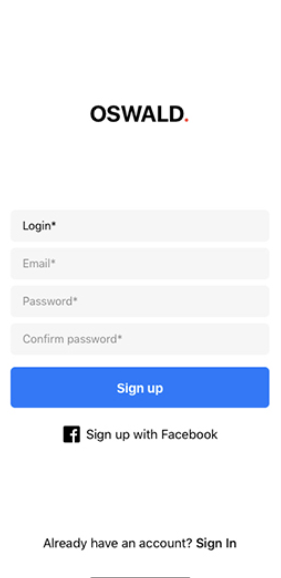 OSWALD.
Login*
Email*
Password*
Confirm password*
Sign up
Sign up with Facebook
Already have an account? Sign In